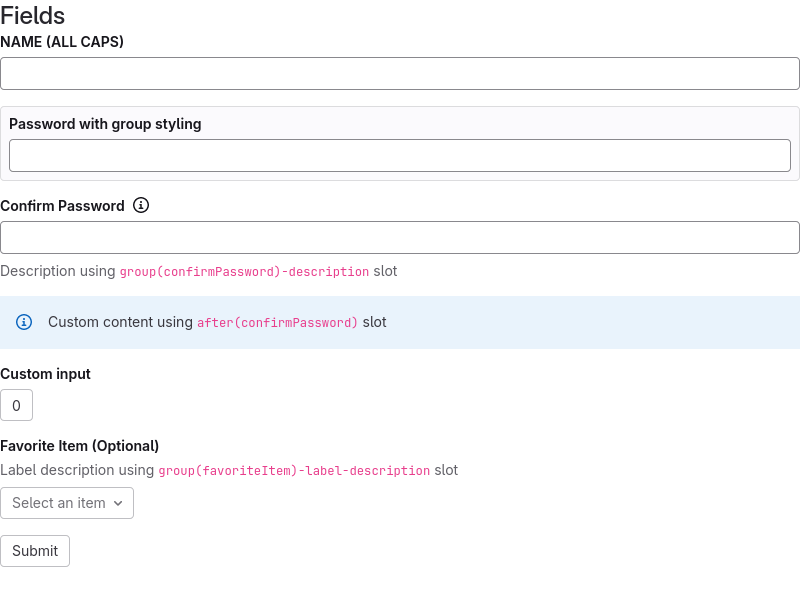 Fields
NAME (ALL CAPS)
Password with group styling
Confirm Password
Description using group(confirmPassword)-description slot
Custom content using after(confirmPassword) slot
Custom input
0
Favorite Item (Optional)
Label description using group(favoriteItem)-label-description slot
Select an item
Submit